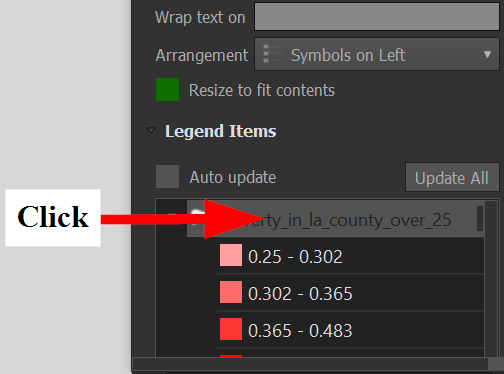 Wrap text on
Arrangement Symbols on Left
Resize to fit contents
Legend Items
Auto update Update All
Click erty_in_la_county_over_25
0.25 - 0.302
0.302 - 0.365
0.365 - 0.483